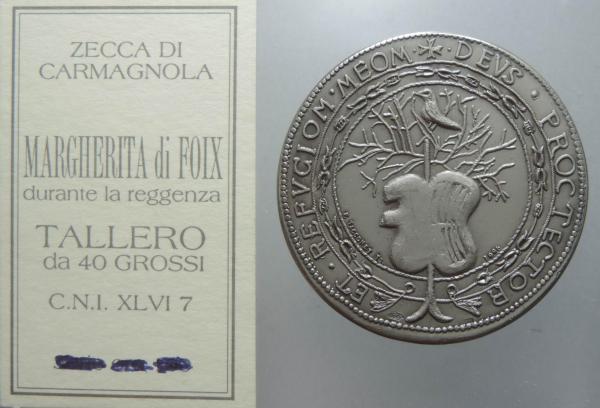 ZECCA DI
CARMAGNOLA
MARGHERITA di FOIX
durante la reggenza
TALLERO
da 40 GROSSI
C.N.I. XLVI 7
DEVS · PROCTECTOR · ET · REFVCIOM · MEOM